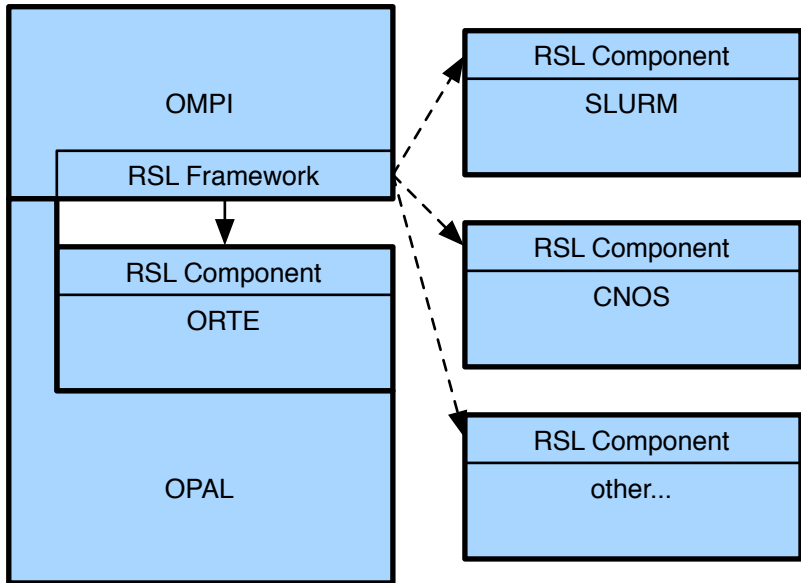 OMPI
RSL Framework
RSL Component
ORTE
OPAL
RSL Component
SLURM
RSL Component
CNOS
RSL Component
other...